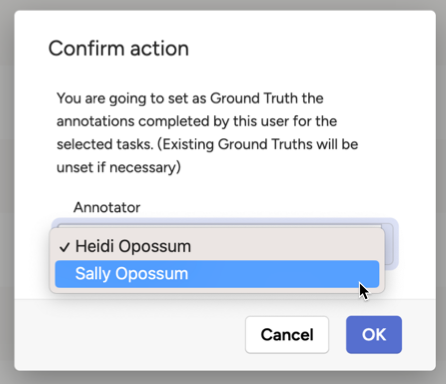 Confirm action
You are going to set as Ground Truth the
annotations completed by this user for the
selected tasks. (Existing Ground Truths will be
unset if necessary)
Annotator
✓ Heidi Opossum
Sally Opossum
Cancel
OK